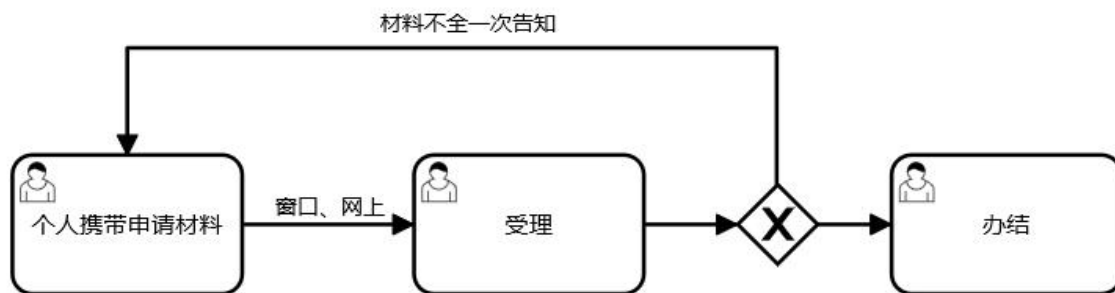 材料不全一次告知
个人携带申请材料
窗口、网上
受理
X
办结